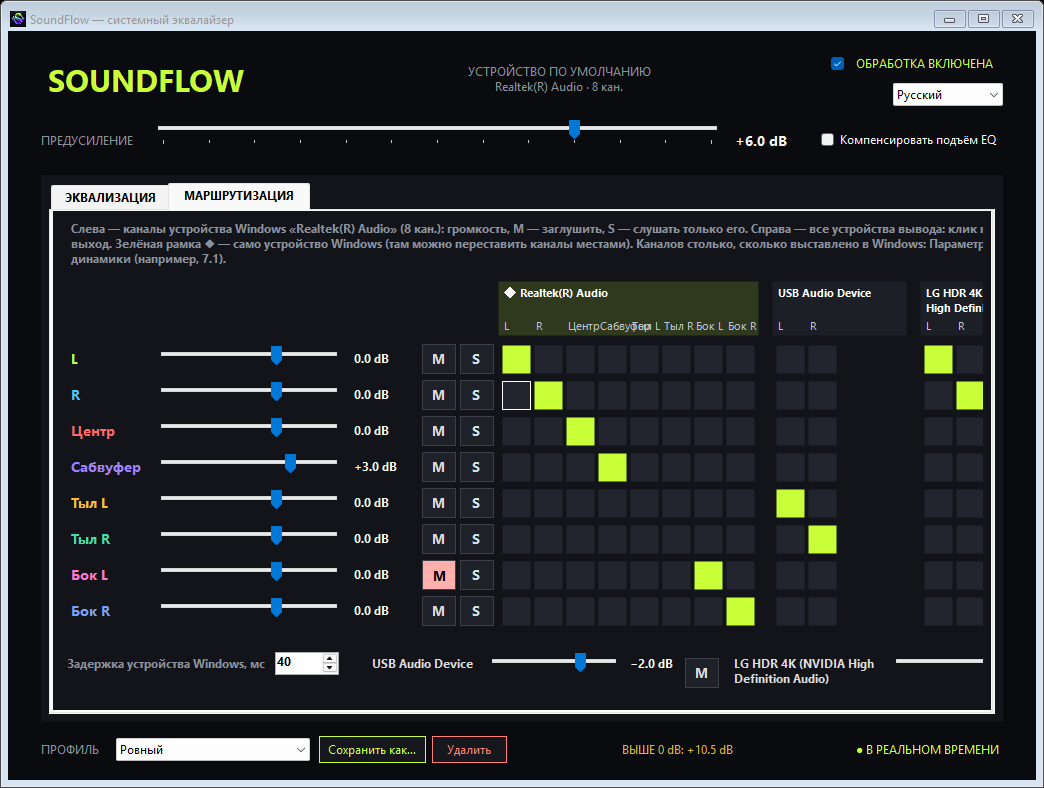 SoundFlow — системный эквалайзер
SOUNDFLOW
УСТРОЙСТВО ПО УМОЛЧАНИЮ
Realtek(R) Audio · 8 кан.
ОБРАБОТКА ВКЛЮЧЕНА
Русский
ПРЕДУСИЛЕНИЕ
+6.0 dB
Компенсировать подъём EQ
ЭКВАЛИЗАЦИЯ
МАРШРУТИЗАЦИЯ
Слева — каналы устройства Windows «Realtek(R) Audio» (8 кан.): громкость, M — заглушить, S — слушать только его. Справа — все устройства вывода: клик
выход. Зелёная рамка ◆ — само устройство Windows (там можно переставить каналы местами). Каналов столько, сколько выставлено в Windows: Параметр
динамики (например, 7.1).
◆ Realtek(R) Audio
USB Audio Device
LG HDR 4K
High Defini
L R Центр Сабвуфер Тыл L Тыл R Бок L Бок R
L R
L R
L 0.0 dB M S
R 0.0 dB M S
Центр 0.0 dB M S
Сабвуфер +3.0 dB M S
Тыл L 0.0 dB M S
Тыл R 0.0 dB M S
Бок L 0.0 dB M S
Бок R 0.0 dB M S
Задержка устройства Windows, мс 40
USB Audio Device −2.0 dB M
LG HDR 4K (NVIDIA High
Definition Audio)
ПРОФИЛЬ
Ровный
Сохранить как...
Удалить
ВЫШЕ 0 dB: +10.5 dB
● В РЕАЛЬНОМ ВРЕМЕНИ